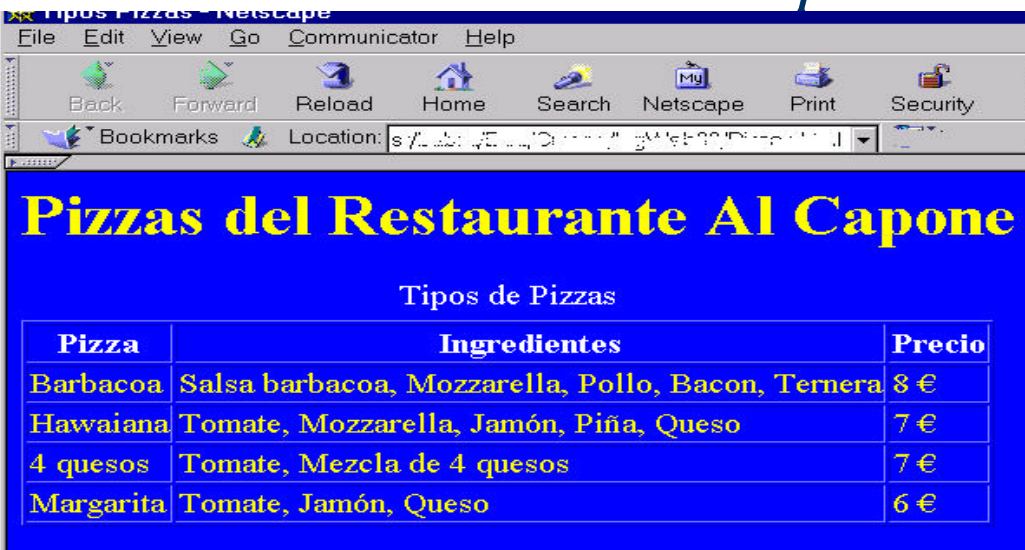 Tipos Pizzas - Netscape
File Edit View Go Communicator Help
Back Forward Reload Home Search Netscape Print Security
My
Bookmarks Location:
Pizzas del Restaurante Al Capone
Tipos de Pizzas
Pizza Ingredientes Precio
Barbacoa Salsa barbacoa, Mozzarella, Pollo, Bacon, Ternera 8 €
Hawaiana Tomate, Mozzarella, Jamón, Piña, Queso 7 €
4 quesos Tomate, Mezcla de 4 quesos 7 €
Margarita Tomate, Jamón, Queso 6 €